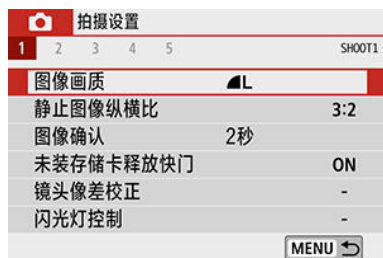 拍摄设置
1 2 3 4 5 SHOOT1
图像画质 L
静止图像纵横比 3:2
图像确认 2秒
未装存储卡释放快门 ON
镜头像差校正 -
闪光灯控制 -
MENU